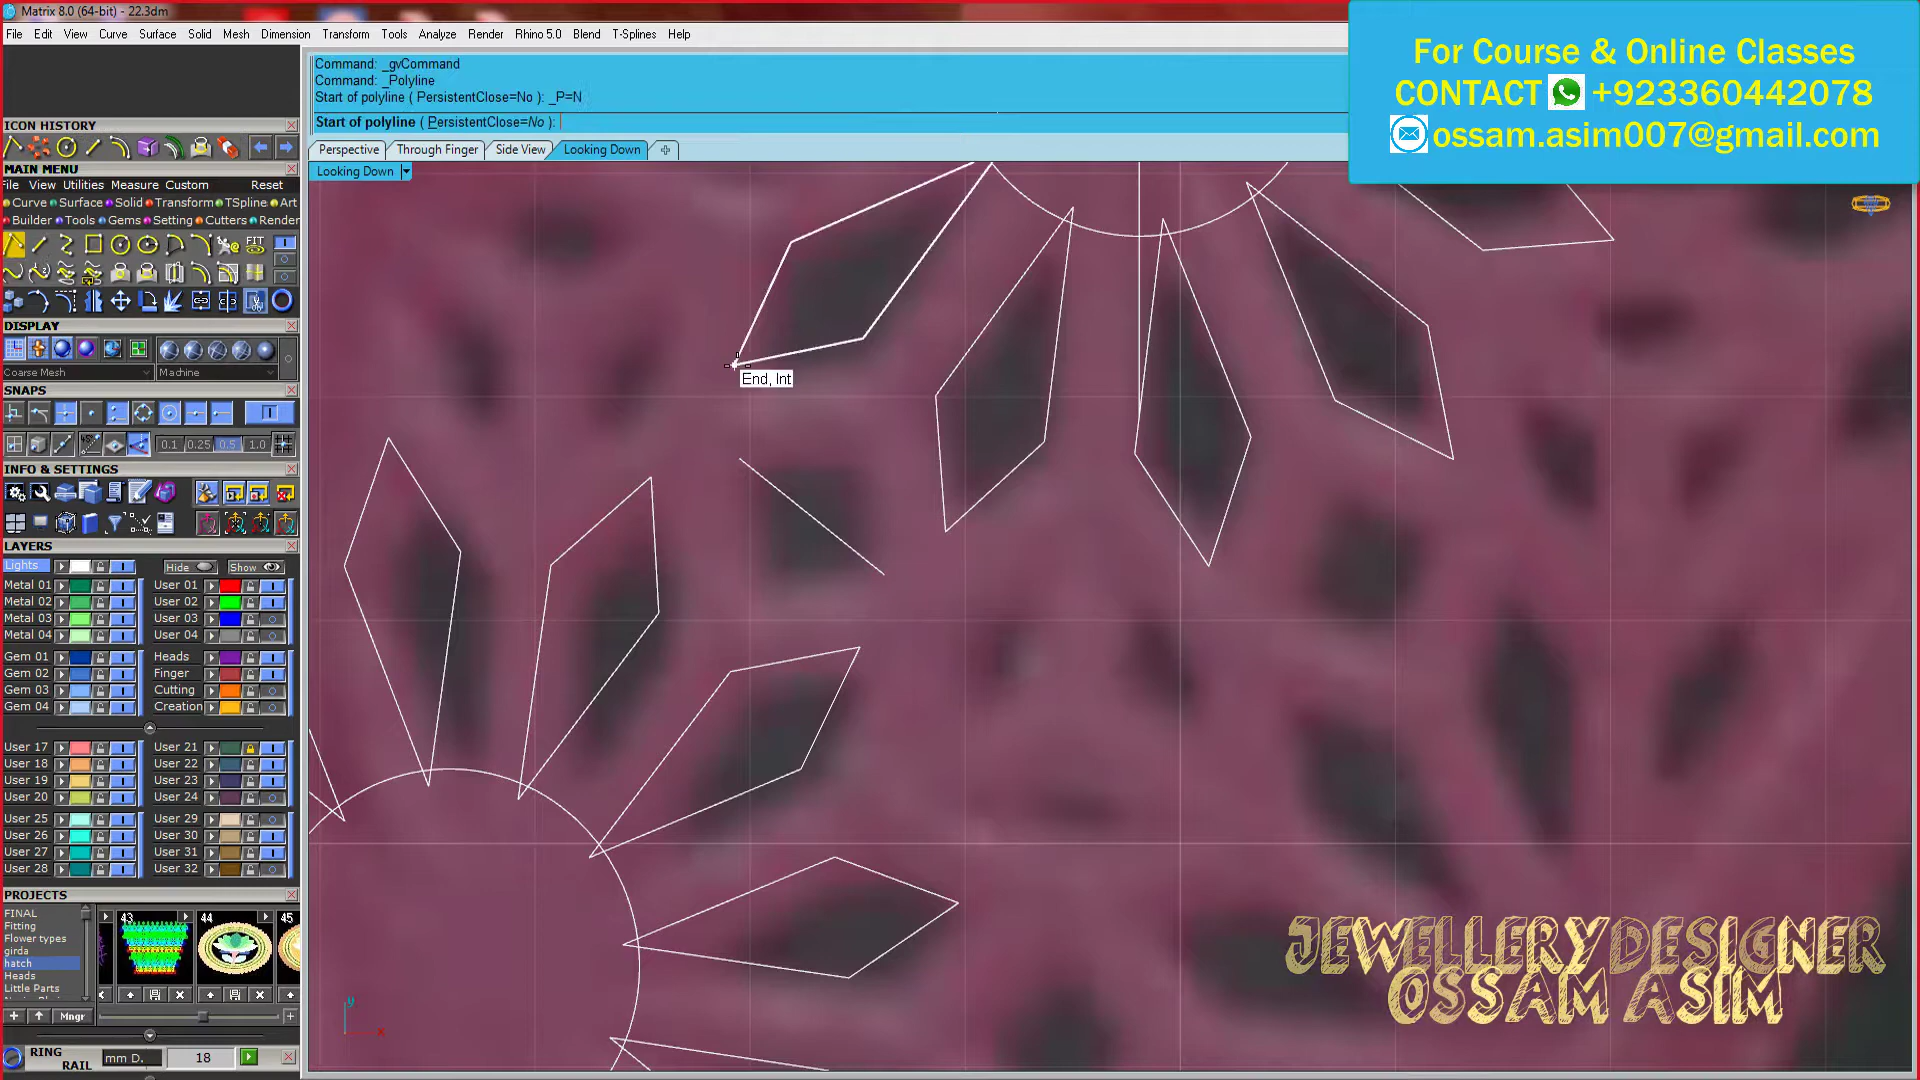 Matrix 8.0 (64-bit) - 22.3dm
File Edit View Curve Surface Solid Mesh Dimension Transform Tools Analyze Render Rhino 5.0 Blend T-Splines Help
Command: _gvCommand
Command: _Polyline
Start of polyline ( PersistentClose=No ): _P=N
Start of polyline ( PersistentClose=No ):
Perspective Through Finger Side View Looking Down
Looking Down
For Course & Online Classes
CONTACT +923360442078
ossam.asim007@gmail.com
ICON HISTORY
MAIN MENU
File View Utilities Measure Custom Reset
Curve Surface Solid Transform TSpline Art
Builder Tools Gems Setting Cutters Render
FIT
DISPLAY
Coarse Mesh Machine
SNAPS
0.1 0.25 0.5 1.0
INFO & SETTINGS
LAYERS
Lights Hide Show
Metal 01 User 01
Metal 02 User 02
Metal 03 User 03
Metal 04 User 04
Gem 01 Heads
Gem 02 Finger
Gem 03 Cutting
Gem 04 Creation
User 17 User 21
User 18 User 22
User 19 User 23
User 20 User 24
User 25 User 29
User 26 User 30
User 27 User 31
User 28 User 32
PROJECTS
FINAL
Fitting
Flower types
girda
hatch
Heads
Little Parts
43 44 45
Mngr
RING RAIL mm D. 18
End, Int
y
x
JEWELLERY DESIGNER
OSSAM ASIM